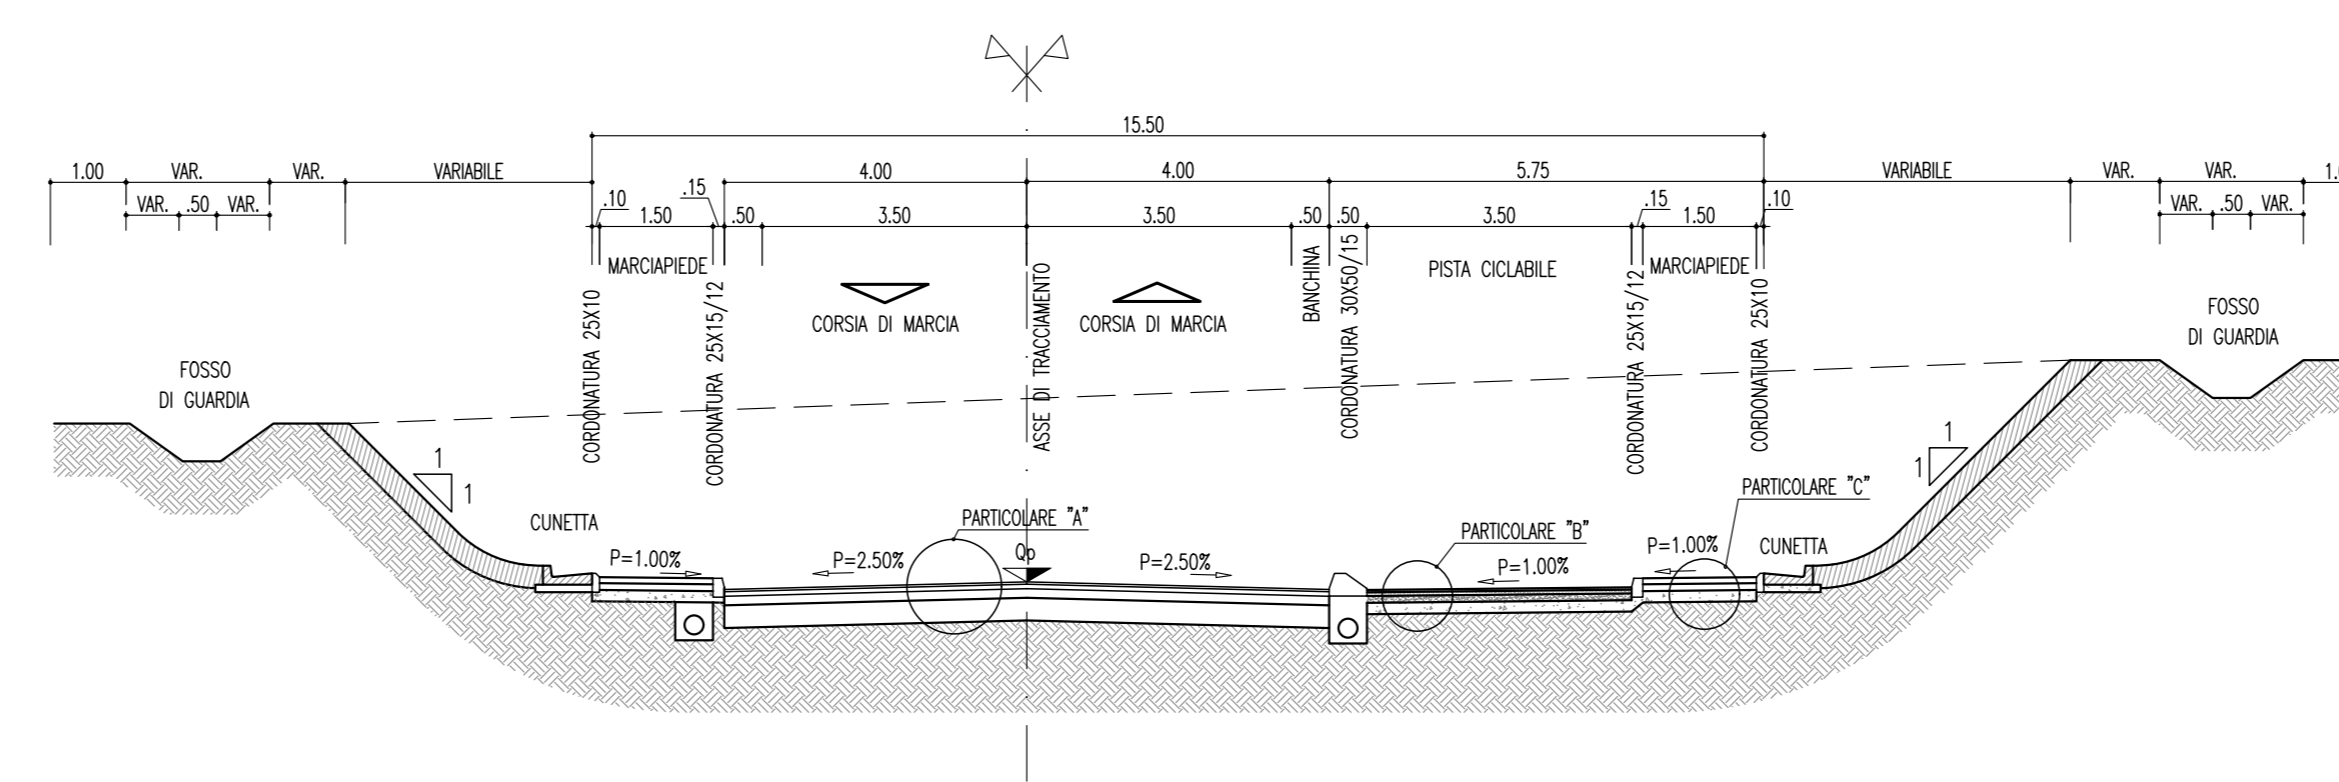 15.50
1.00 VAR. VAR. VARIABILE 4.00 4.00 5.75 VARIABILE VAR. VAR. 1.
VAR. .50 VAR. .10 1.50 .15 .50 3.50 3.50 .50 .50 3.50 .15 1.50 .10 VAR. .50 VAR.
MARCIAPIEDE
PISTA CICLABILE
MARCIAPIEDE
CORDONATURA 25X10
CORDONATURA 25X15/12
ASSE DI TRACCIAMENTO
BANCHINA
CORDONATURA 30X50/15
CORDONATURA 25X15/12
CORDONATURA 25X10
CORSIA DI MARCIA
CORSIA DI MARCIA
FOSSO
DI GUARDIA
FOSSO
DI GUARDIA
1
1
1
1
CUNETTA
PARTICOLARE "A"
PARTICOLARE "B"
PARTICOLARE "C"
CUNETTA
P=1.00%
P=2.50%
Qp
P=2.50%
P=1.00%
P=1.00%